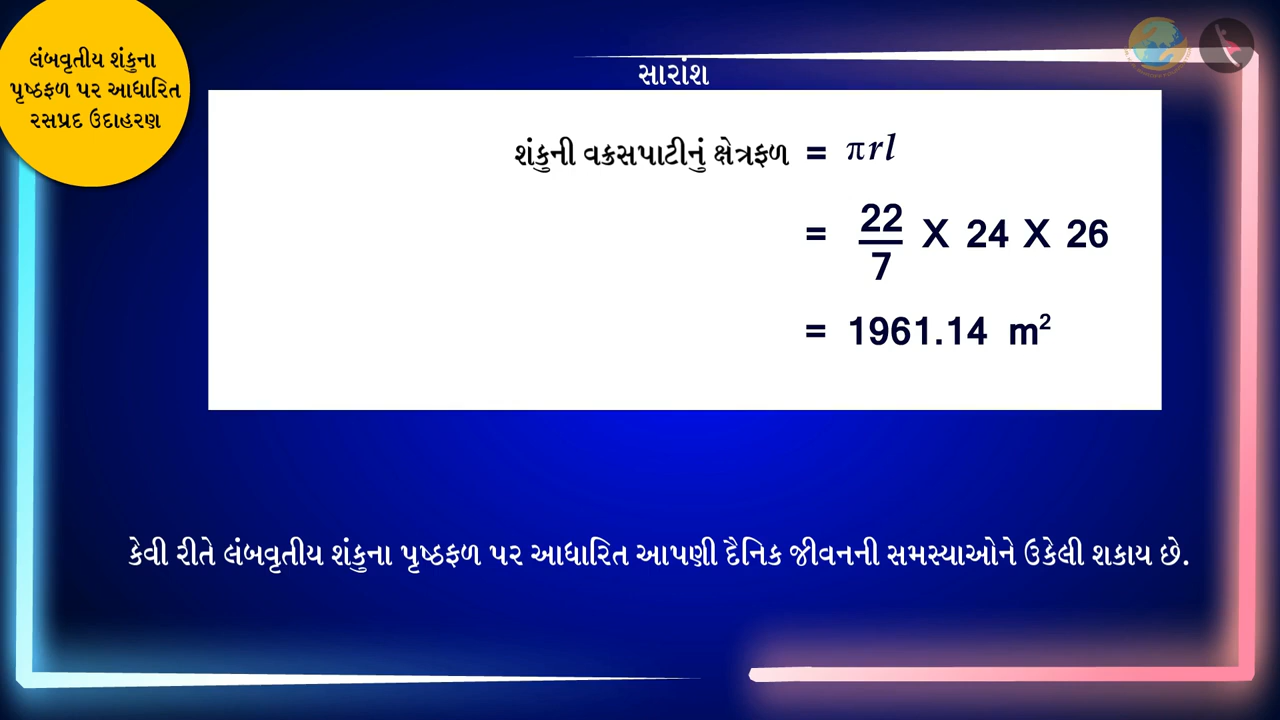 લંબવૃતીય શંકુના
પૃષ્ઠફળ પર આધારિત
રસપ્રદ ઉદાહરણ
સારાંશ
શંકુની વક્રસપાટીનું ક્ષેત્રફળ = πrl
= 22/7 X 24 X 26
= 1961.14 m²
કેવી રીતે લંબવૃતીય શંકુના પૃષ્ઠફળ પર આધારિત આપણી દૈનિક જીવનની સમસ્યાઓને ઉકેલી શકાય છે.